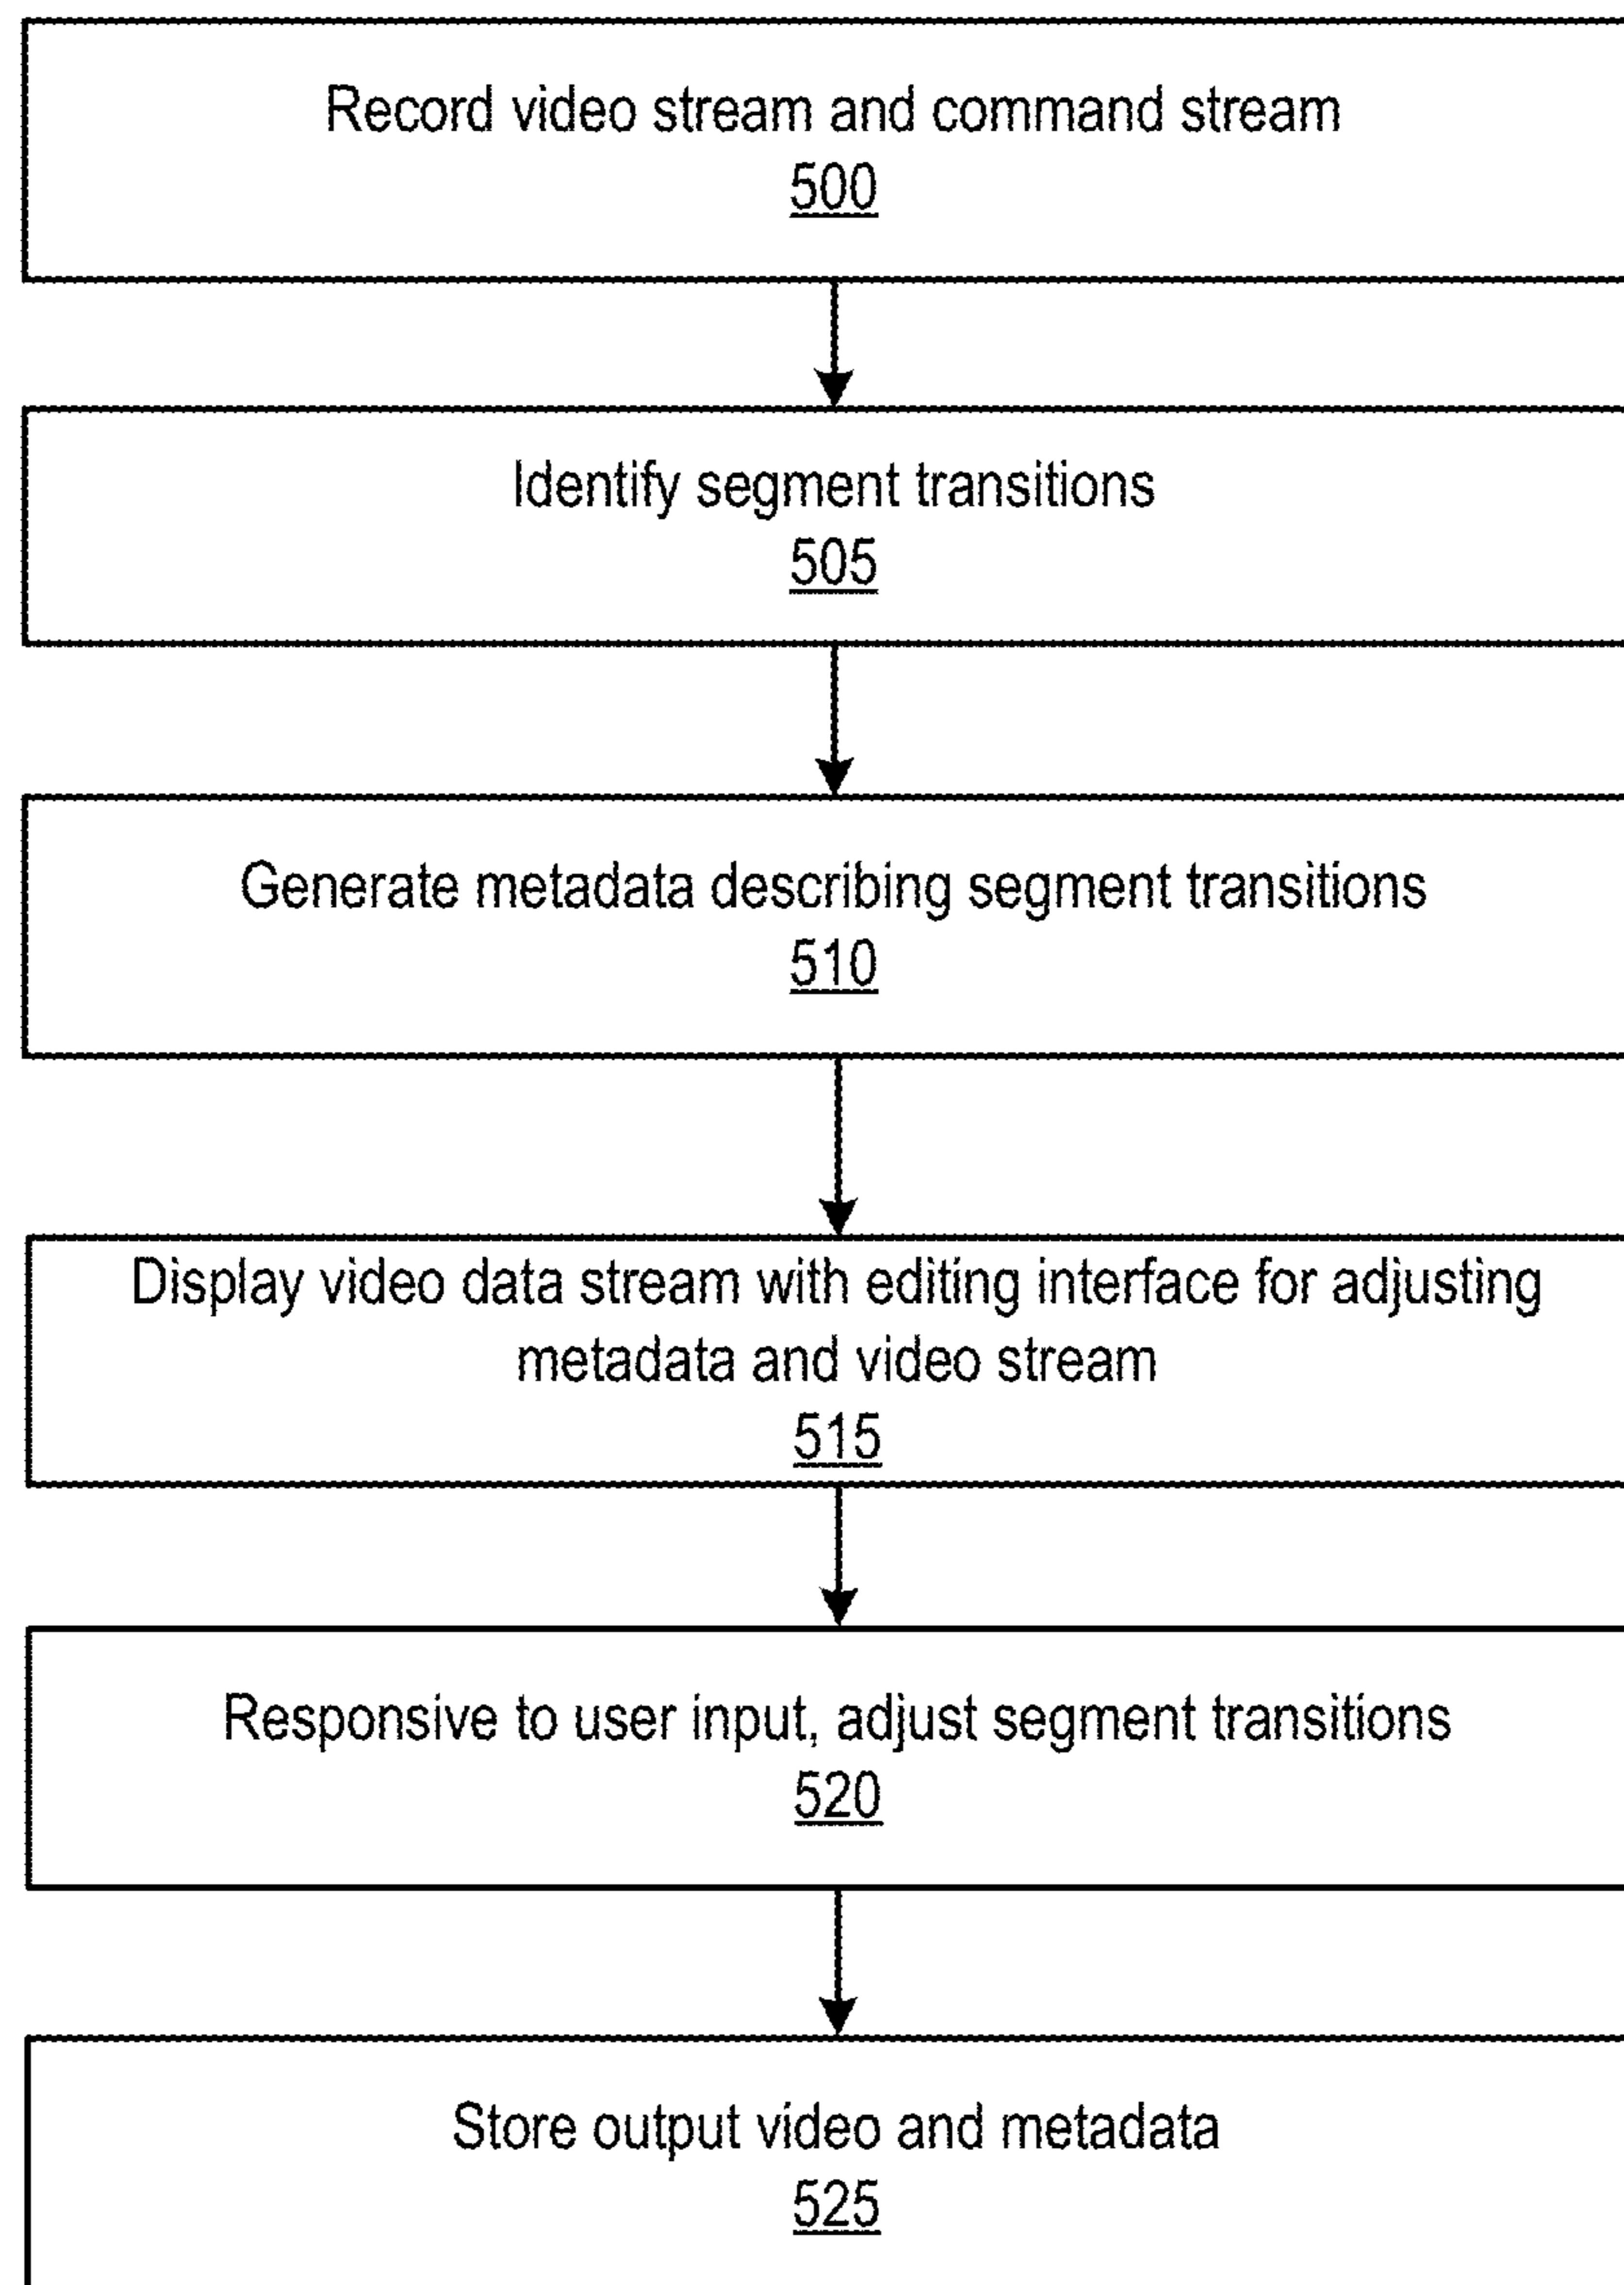 Record video stream and command stream
500
Identify segment transitions
505
Generate metadata describing segment transitions
510
Display video data stream with editing interface for adjusting
metadata and video stream
515
Responsive to user input, adjust segment transitions
520
Store output video and metadata
525